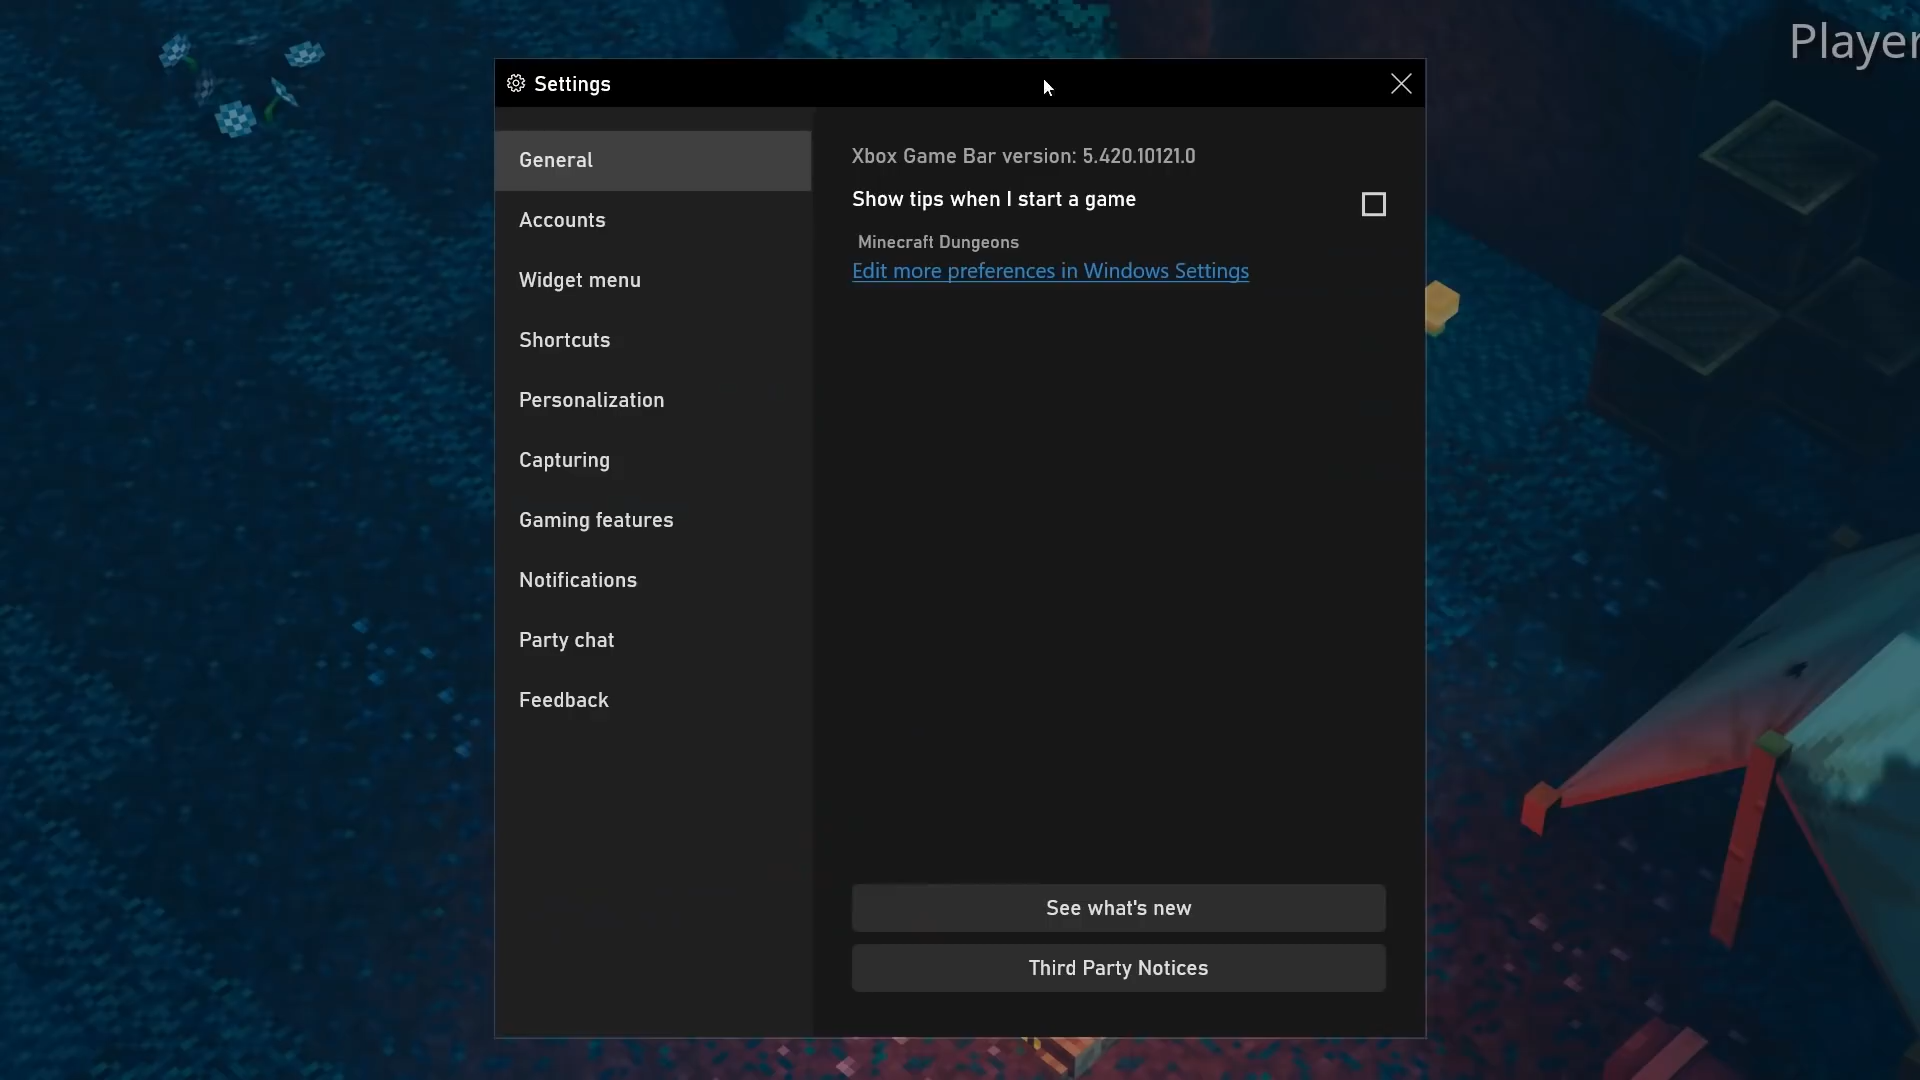 Player
Settings
General
Accounts
Widget menu
Shortcuts
Personalization
Capturing
Gaming features
Notifications
Party chat
Feedback
Xbox Game Bar version: 5.420.10121.0
Show tips when I start a game
Minecraft Dungeons
Edit more preferences in Windows Settings
See what's new
Third Party Notices